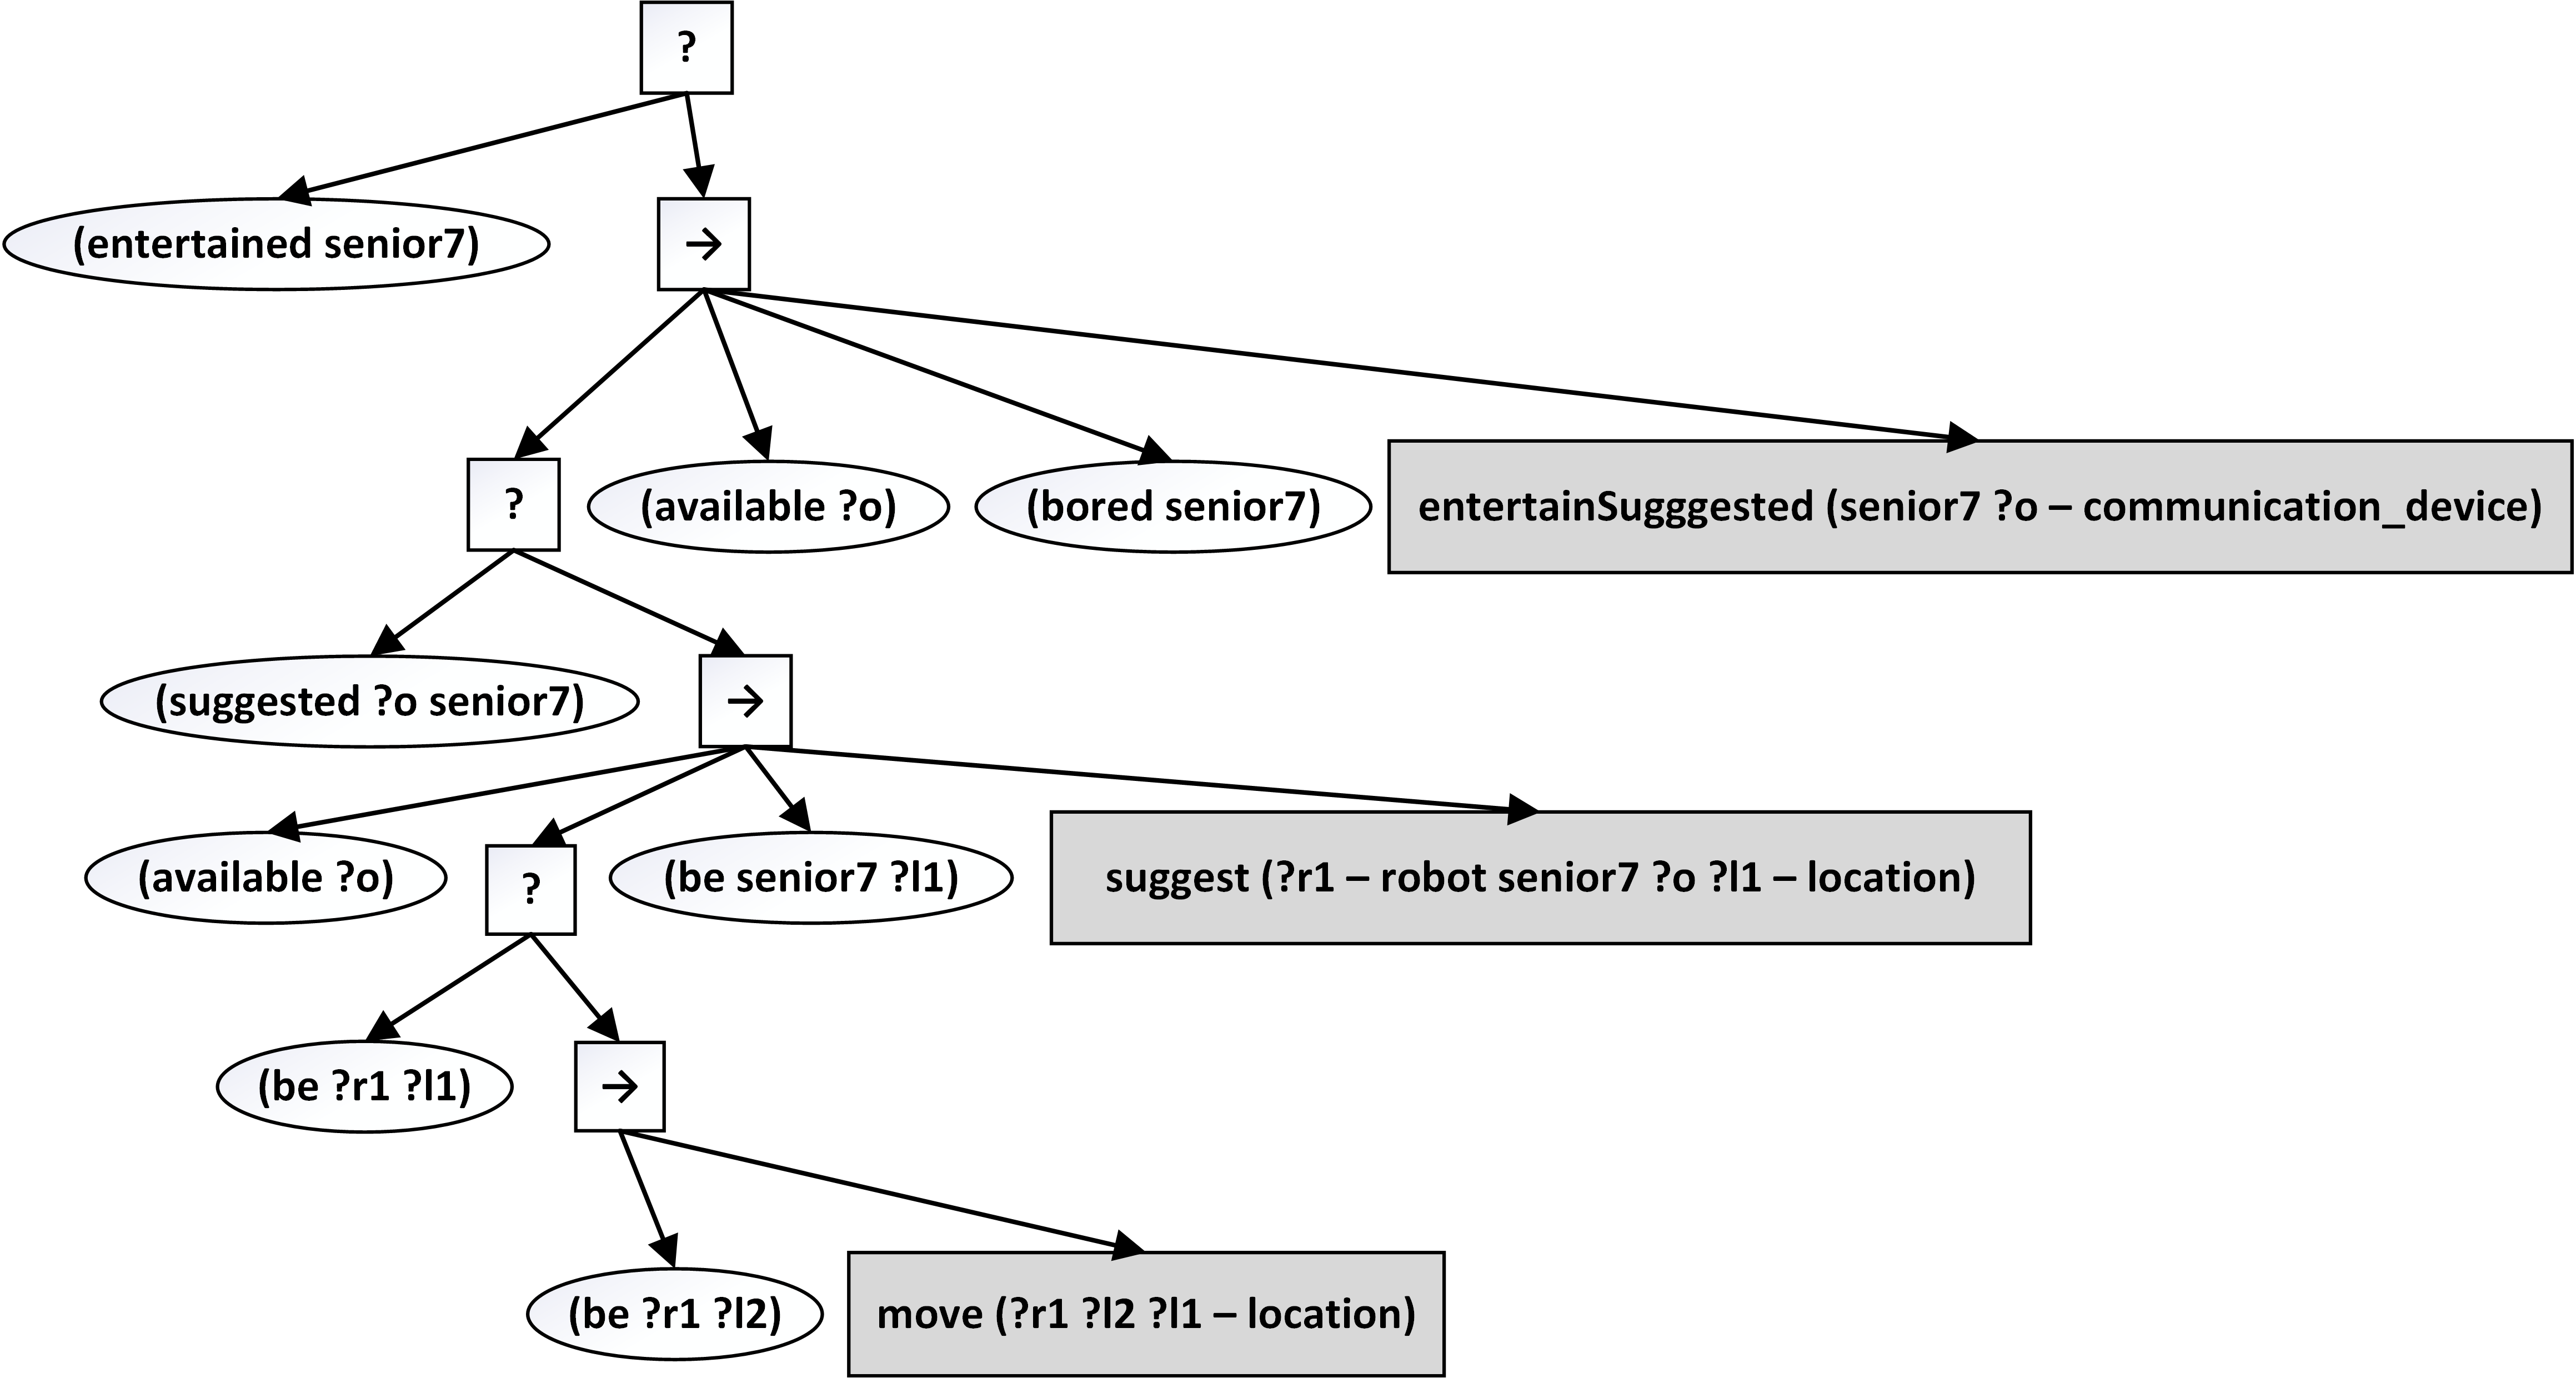 ?
(entertained senior7)
→
?
(available ?o)
(bored senior7)
entertainSugggested (senior7 ?o – communication_device)
(suggested ?o senior7)
→
(available ?o)
?
(be senior7 ?l1)
suggest (?r1 – robot senior7 ?o ?l1 – location)
(be ?r1 ?l1)
→
(be ?r1 ?l2)
move (?r1 ?l2 ?l1 – location)